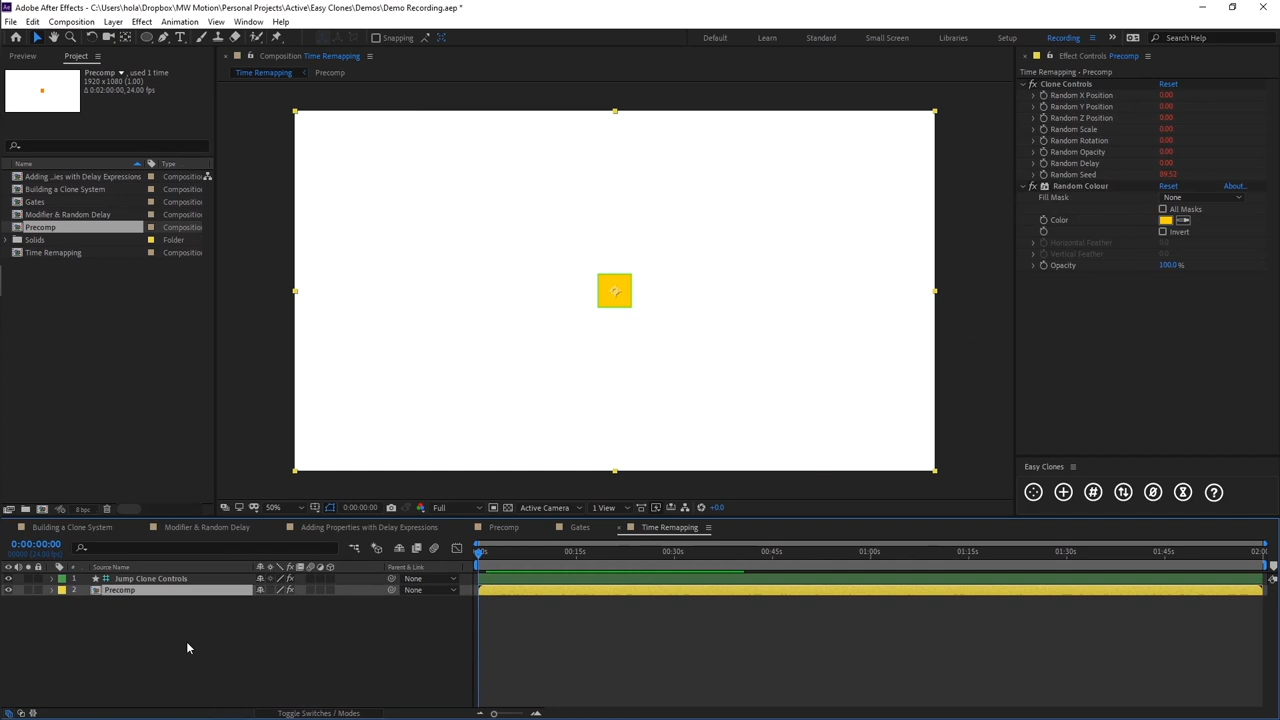 Adobe After Effects - C:\Users\hola\Dropbox\MW Motion\Personal Projects\Active\Easy Clones\Demos\Demo Recording.aep *
File Edit Composition Layer Effect Animation View Window Help
Snapping Default Learn Standard Small Screen Libraries Setup Recording Search Help
Preview Project
Precomp , used 1 time
1920 x 1080 (1.00)
Δ 0:02:00:00, 24.00 fps
Name Type
Adding ...ies with Delay Expressions Composition
Building a Clone System Composition
Gates Composition
Modifier & Random Delay Composition
Precomp Composition
Solids Folder
Time Remapping Composition
8 bpc
Composition Time Remapping
Time Remapping Precomp
50% 0:00:00:00 Full Active Camera 1 View +0.0
Effect Controls Precomp
Time Remapping · Precomp
fx Clone Controls Reset
Random X Position 0.00
Random Y Position 0.00
Random Z Position 0.00
Random Scale 0.00
Random Rotation 0.00
Random Opacity 0.00
Random Delay 0.00
Random Seed 89.52
Random Colour Reset About...
Fill Mask None
All Masks
Color
Invert
Horizontal Feather 0.0
Vertical Feather 0.0
Opacity 100.0 %
Easy Clones
Building a Clone System Modifier & Random Delay Adding Properties with Delay Expressions Precomp Gates Time Remapping
0:00:00:00
00000 (24.00 fps)
:00s 00:15s 00:30s 00:45s 01:00s 01:15s 01:30s 01:45s 02:00
# Source Name Parent & Link
1 Jump Clone Controls fx None
2 Precomp fx None
Toggle Switches / Modes